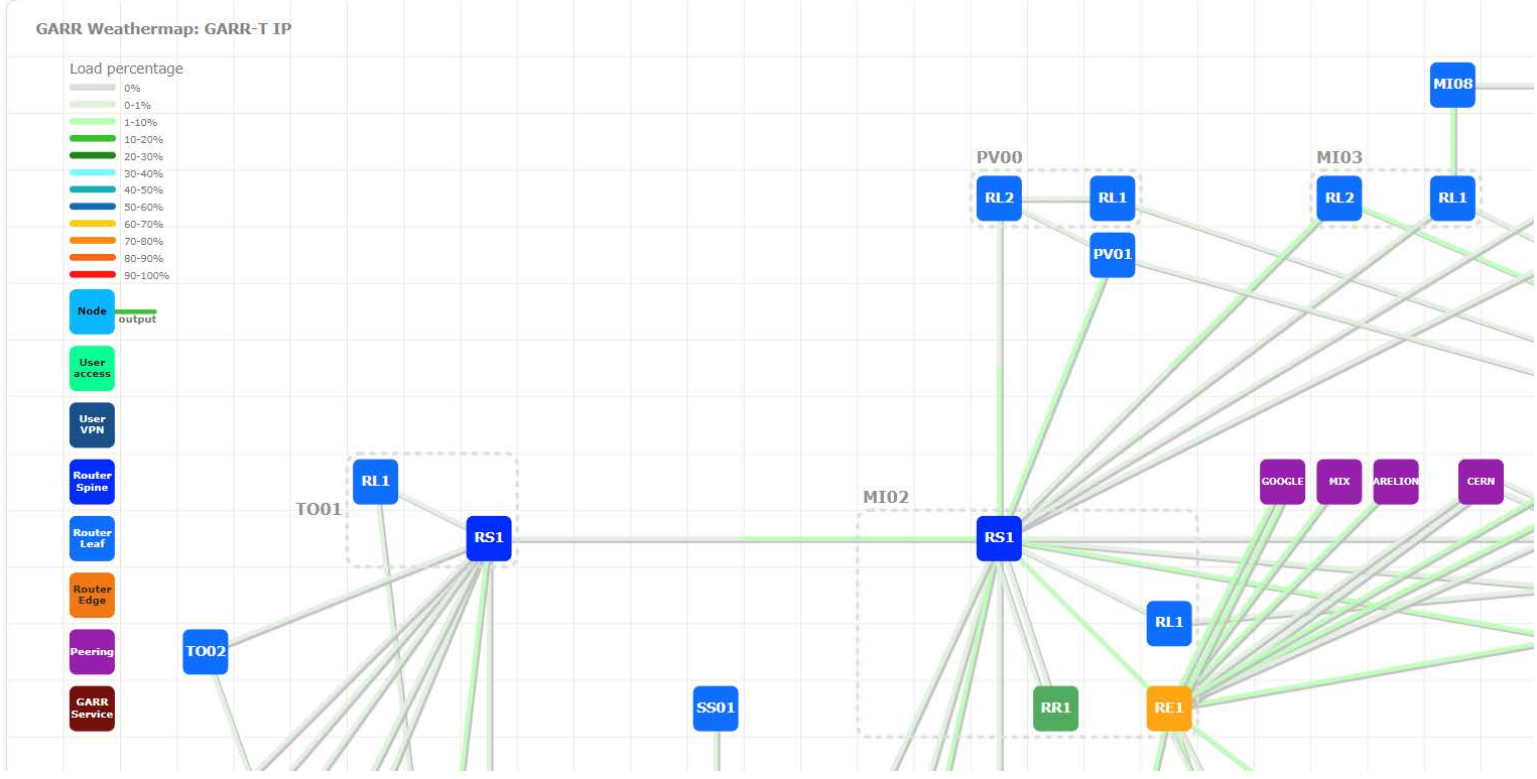 GARR Weathermap: GARR-T IP
Load percentage
0%
0-1%
1-10%
10-20%
20-30%
30-40%
40-50%
50-60%
60-70%
70-80%
80-90%
90-100%
Node
output
User
access
User
VPN
Router
Spine
Router
Leaf
Router
Edge
Peering
GARR
Service
MI08
PV00
MI03
RL2
RL1
RL2
RL1
PV01
TO01
RL1
RS1
MI02
RS1
GOOGLE
MIX
ARELION
CERN
RL1
TO02
SS01
RR1
RE1